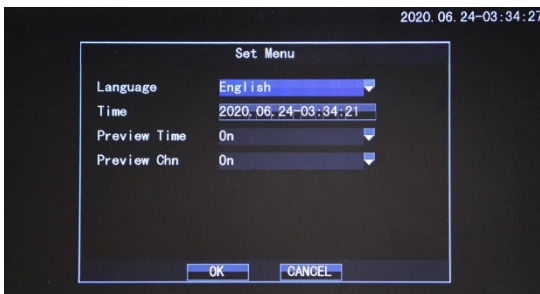 2020.06.24-03:34:27
Set Menu
Language English
Time 2020.06.24-03:34:21
Preview Time On
Preview Chn On
OK CANCEL